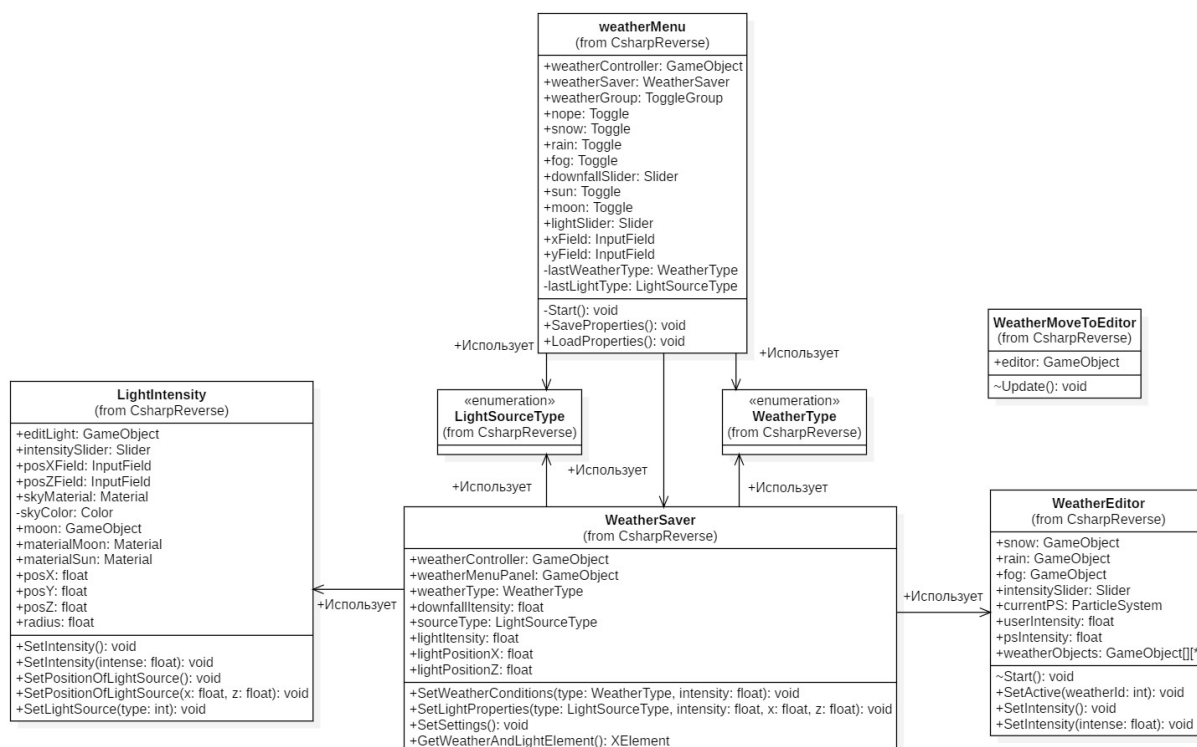 weatherMenu
(from CsharpReverse)
+weatherController: GameObject
+weatherSaver: WeatherSaver
+weatherGroup: ToggleGroup
+nope: Toggle
+snow: Toggle
+rain: Toggle
+fog: Toggle
+downfallSlider: Slider
+sun: Toggle
+moon: Toggle
+lightSlider: Slider
+xField: InputField
+yField: InputField
-lastWeatherType: WeatherType
-lastLightType: LightSourceType
-Start(): void
+SaveProperties(): void
+LoadProperties(): void
+Использует
+Использует
WeatherMoveToEditor
(from CsharpReverse)
+editor: GameObject
~Update(): void
«enumeration»
LightSourceType
(from CsharpReverse)
«enumeration»
WeatherType
(from CsharpReverse)
+Использует
+Использует
+Использует
LightIntensity
(from CsharpReverse)
+editLight: GameObject
+intensitySlider: Slider
+posXField: InputField
+posZField: InputField
+skyMaterial: Material
-skyColor: Color
+moon: GameObject
+materialMoon: Material
+materialSun: Material
+posX: float
+posY: float
+posZ: float
+radius: float
+SetIntensity(): void
+SetIntensity(intense: float): void
+SetPositionOfLightSource(): void
+SetPositionOfLightSource(x: float, z: float): void
+SetLightSource(type: int): void
+Использует
WeatherSaver
(from CsharpReverse)
+weatherController: GameObject
+weatherMenuPanel: GameObject
+weatherType: WeatherType
+downfallItensity: float
+sourceType: LightSourceType
+lightItensity: float
+lightPositionX: float
+lightPositionZ: float
+SetWeatherConditions(type: WeatherType, intensity: float): void
+SetLightProperties(type: LightSourceType, intensity: float, x: float, z: float): void
+SetSettings(): void
+GetWeatherAndLightElement(): XElement
+Использует
WeatherEditor
(from CsharpReverse)
+snow: GameObject
+rain: GameObject
+fog: GameObject
+intensitySlider: Slider
+currentPS: ParticleSystem
+userIntensity: float
+psIntensity: float
+weatherObjects: GameObject[][*
~Start(): void
+SetActive(weatherId: int): void
+SetIntensity(): void
+SetIntensity(intense: float): void